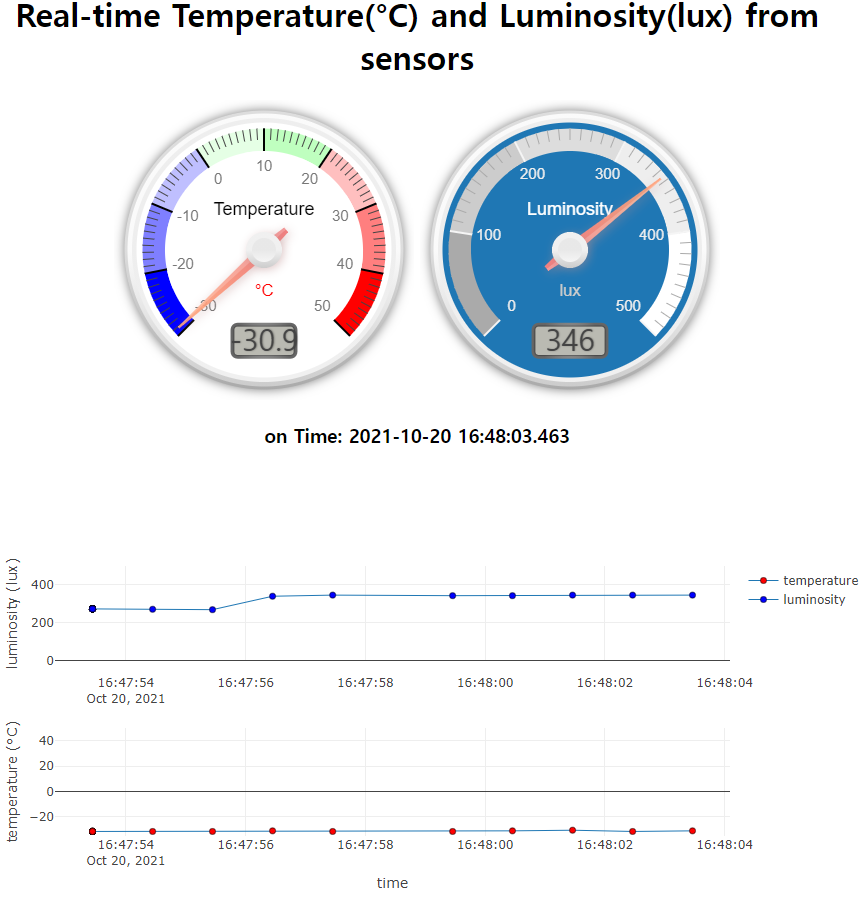 Real-time Temperature(°C) and Luminosity(lux) from
sensors
0 10 20
-10 Temperature 30
-20 40
°C
-30 50
-30.9
200 300
Luminosity
100 400
lux
0 500
346
on Time: 2021-10-20 16:48:03.463
luminosity (lux)
400
200
0
temperature
luminosity
16:47:54 16:47:56 16:47:58 16:48:00 16:48:02 16:48:04
Oct 20, 2021
temperature (°C)
40
20
0
−20
16:47:54 16:47:56 16:47:58 16:48:00 16:48:02 16:48:04
Oct 20, 2021
time